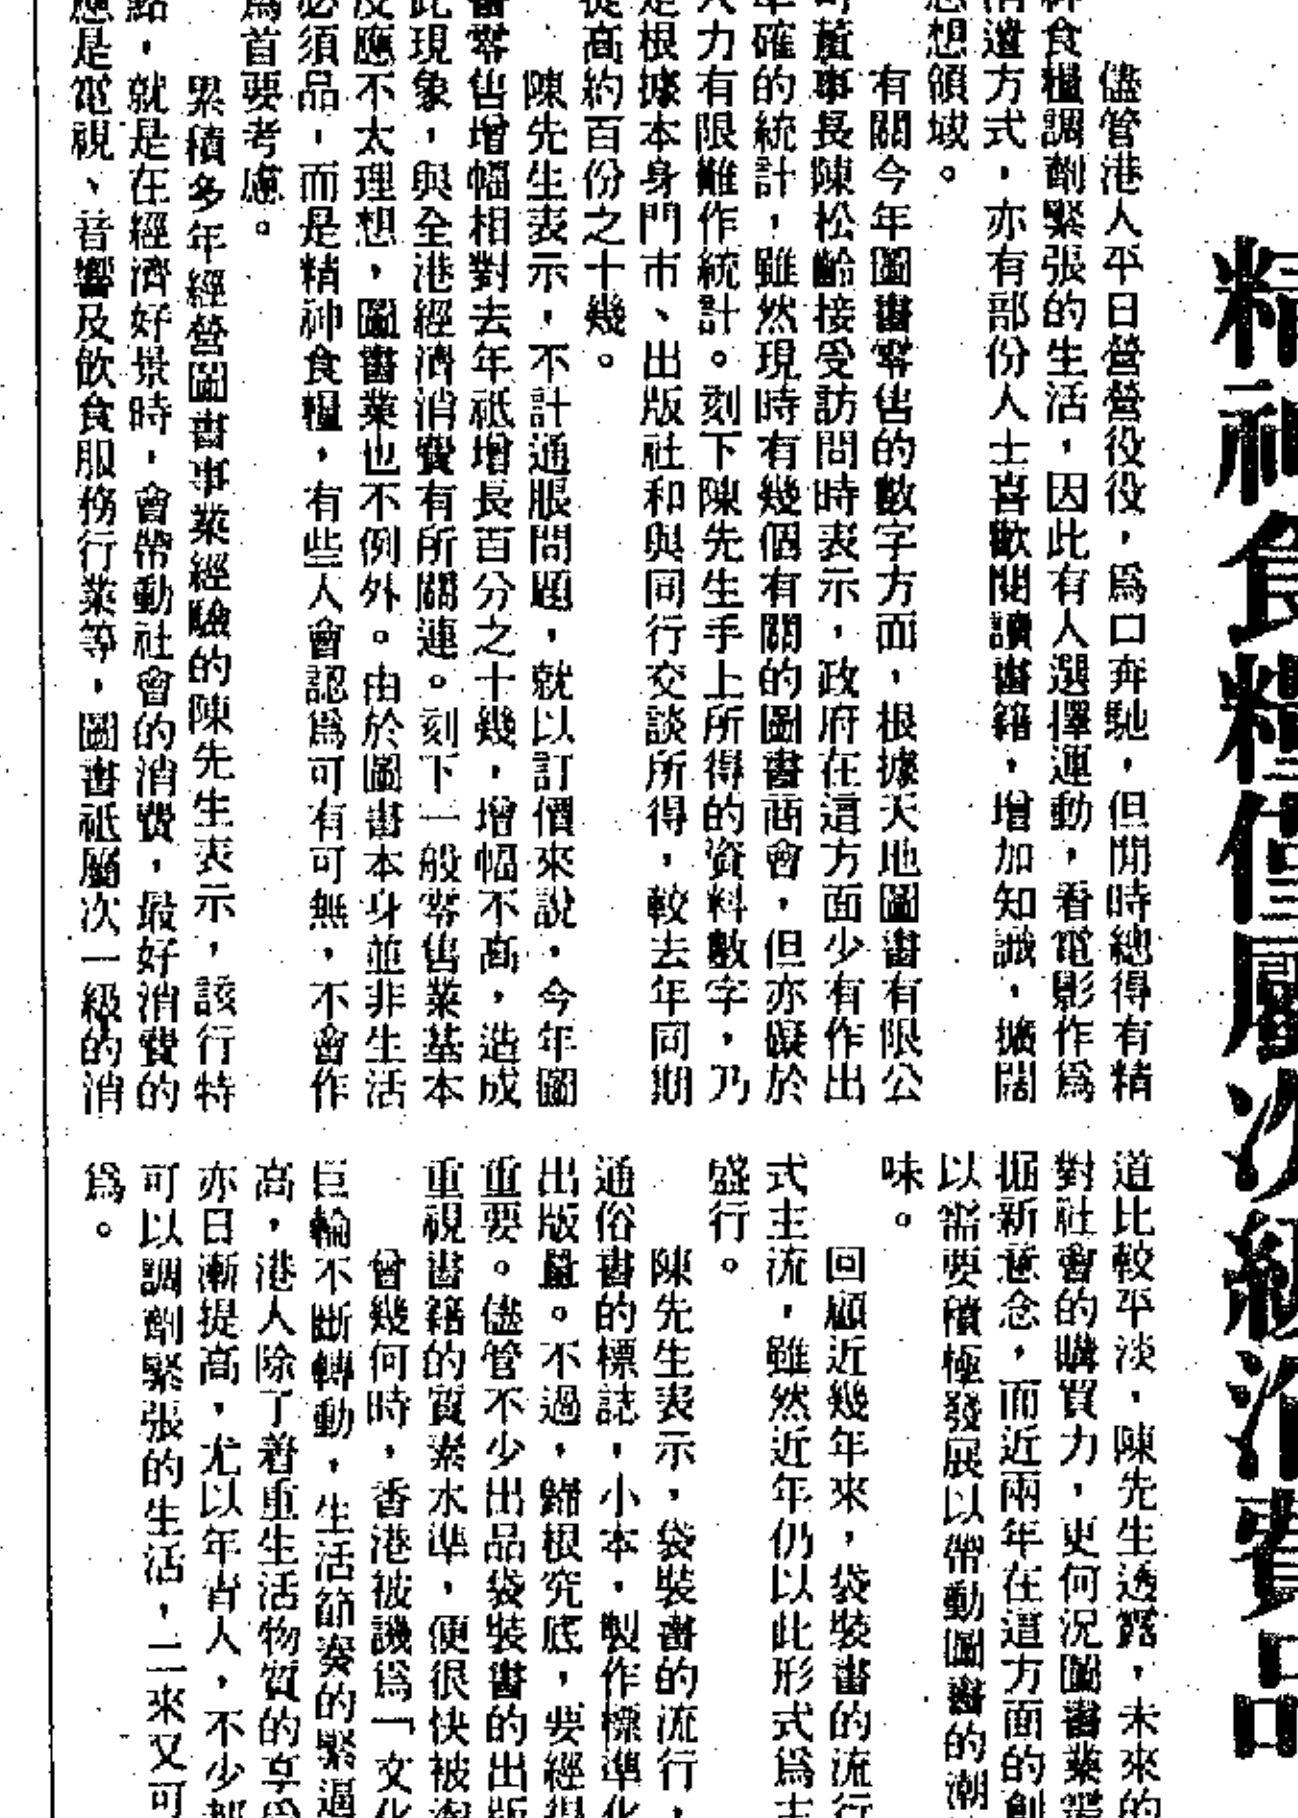 精神食糧但屬次級消費品
儘管港人平日營營役役，爲口奔馳，但閒時總得有精
神食糧調劑緊張的生活，因此有人選擇運動，看電影作爲
消遣方式，亦有部份人士喜歡閱讀書籍，增加知識，擴闊
思想領域。
有關今年圖書零售的數字方面，根據天地圖書有限公
司董事長陳松齡接受訪問時表示，政府在這方面少有作出
準確的統計，雖然現時有幾個有關的圖書商會，但亦礙於
人力有限難作統計。刻下陳先生手上所得的資料數字，乃
是根據本身門市、出版社和與同行交談所得，較去年同期
提高約百份之十幾。
陳先生表示，不計通脹問題，就以訂價來說，今年圖
書零售增幅相對去年祇增長百分之十幾，增幅不高，造成
此現象，與全港經濟消費有所關連。刻下一般零售業基本
反應不太理想，圖書業也不例外。由於圖書本身並非生活
必須品，而是精神食糧，有些人會認爲可有可無，不會作
爲首要考慮。
累積多年經營圖書事業經驗的陳先生表示，該行特
點，就是在經濟好景時，會帶動社會的消費，最好消費的
應是電視、音響及飲食服務行業等，圖書祇屬次一級的消
道比較平淡，陳先生透露，未來的
對社會的購買力，更何況圖書業還
掘新意念，而近兩年在這方面的創
以需要積極發展以帶動圖書的潮
味。
回顧近幾年來，袋裝書的流行
式主流，雖然近年仍以此形式爲主
盛行。
陳先生表示，袋裝書的流行，
通俗書的標誌，小本，製作標準化
出版量。不過，歸根究底，要經得
重要。儘管不少出品袋裝書的出版
重視書籍的質素水準，便很快被淘
曾幾何時，香港被譏爲「文化
巨輪不斷轉動，生活節奏的緊逼
高，港人除了着重生活物質的享受
亦日漸提高，尤以年青人，不少都
可以調劑緊張的生活，二來又可
爲。